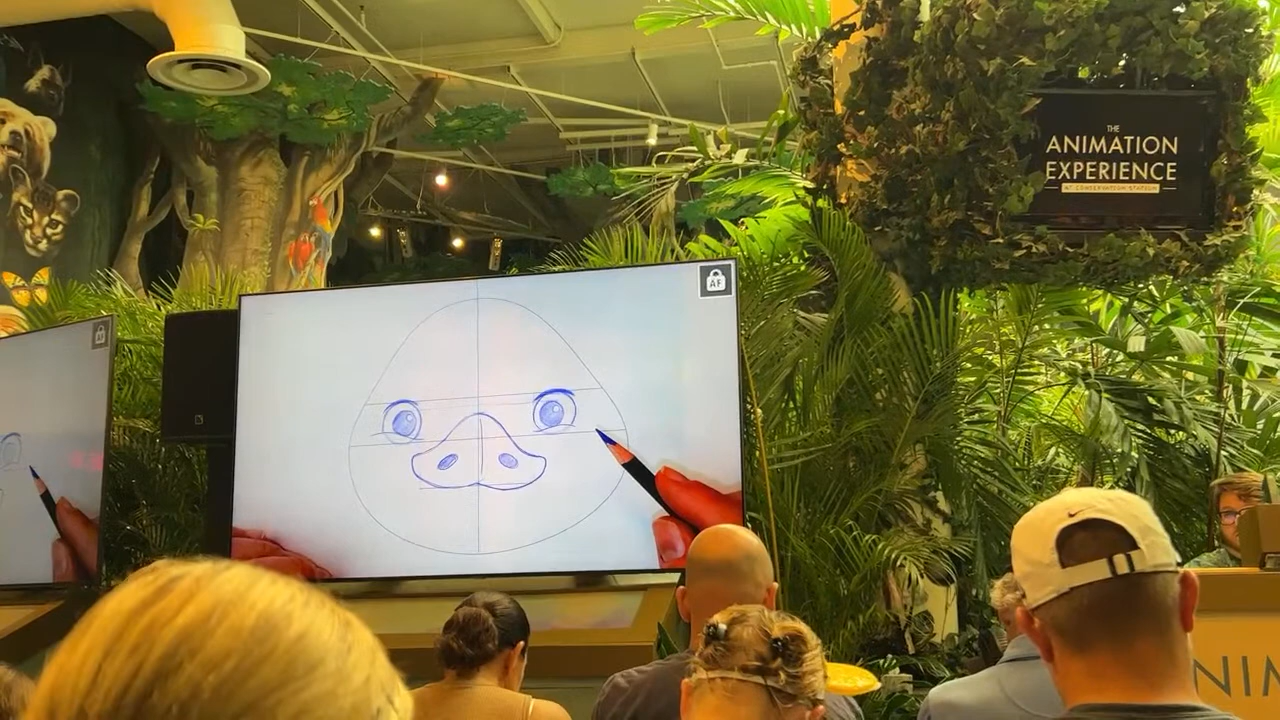 AF
THE
ANIMATION
EXPERIENCE
AT CONSERVATION STATION
NIM